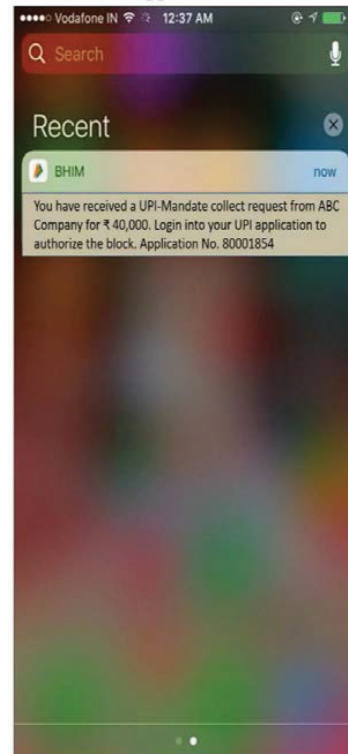 Vodafone IN 12:37 AM
Search
Recent
BHIM now
You have received a UPI-Mandate collect request from ABC
Company for ₹ 40,000. Login into your UPI application to
authorize the block. Application No. 80001854